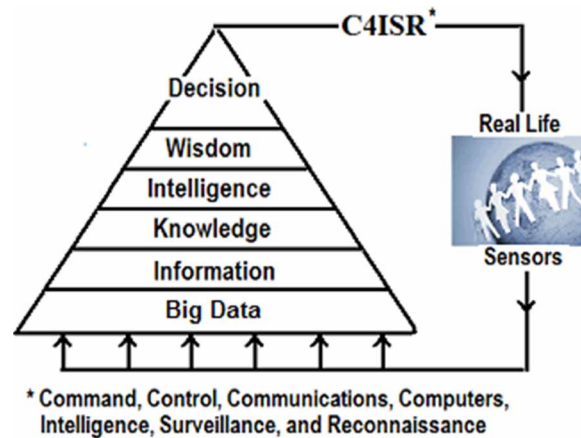 C4ISR*
Decision
Wisdom
Intelligence
Knowledge
Information
Big Data
Real Life
Sensors
* Command, Control, Communications, Computers,
Intelligence, Surveillance, and Reconnaissance